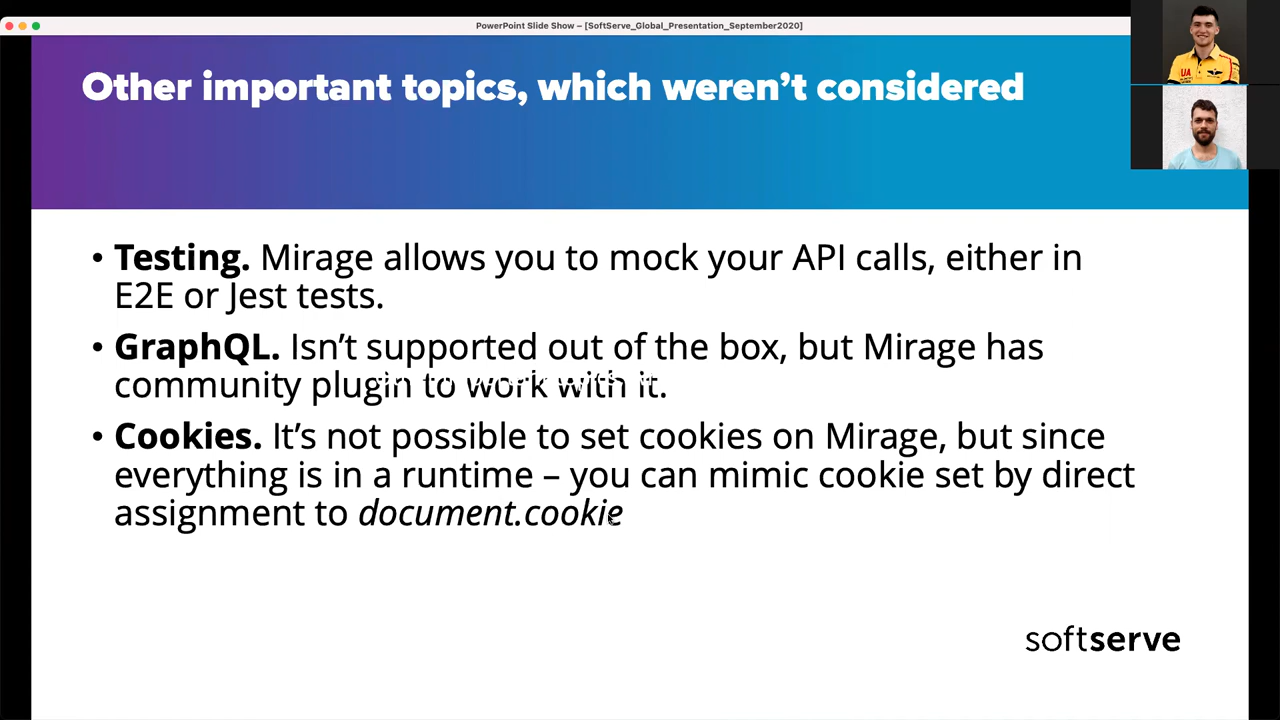 PowerPoint Slide Show – [SoftServe_Global_Presentation_September2020]
Other important topics, which weren't considered
UA
• Testing. Mirage allows you to mock your API calls, either in
E2E or Jest tests.
• GraphQL. Isn't supported out of the box, but Mirage has
community plugin to work with it.
• Cookies. It's not possible to set cookies on Mirage, but since
everything is in a runtime – you can mimic cookie set by direct
assignment to document.cookie
softserve